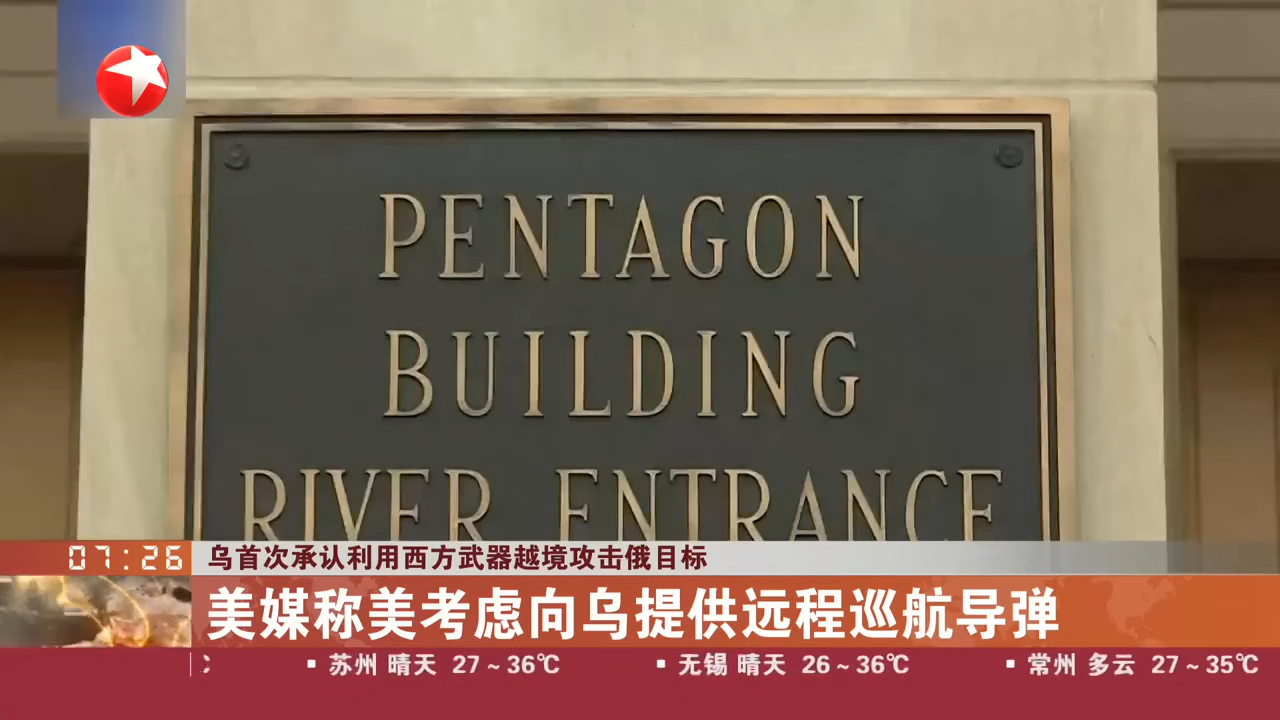 PENTAGON
BUILDING
RIVER ENTRANCE
07:26
乌首次承认利用西方武器越境攻击俄目标
美媒称美考虑向乌提供远程巡航导弹
℃ ▪ 苏州 晴天 27~36℃ ▪ 无锡 晴天 26~36℃ ▪ 常州 多云 27~35℃